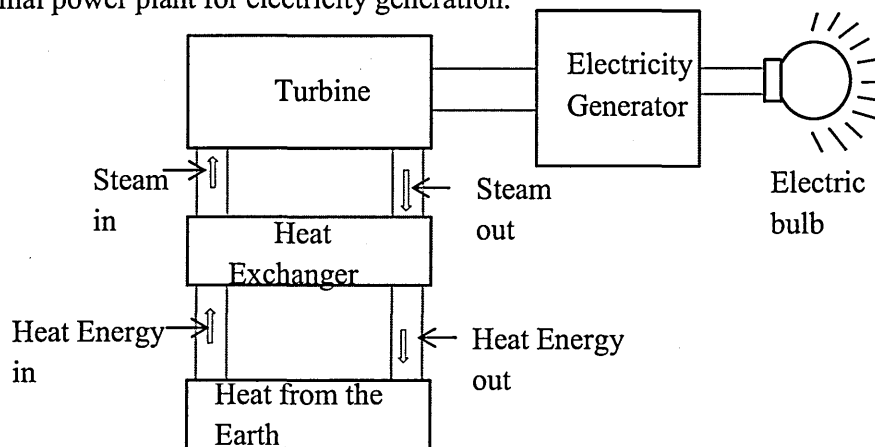 mal power plant for electricity generation.
Turbine
Electricity
Generator
Steam
in
Steam
out
Electric
bulb
Heat
Exchanger
Heat Energy
in
Heat Energy
out
Heat from the
Earth